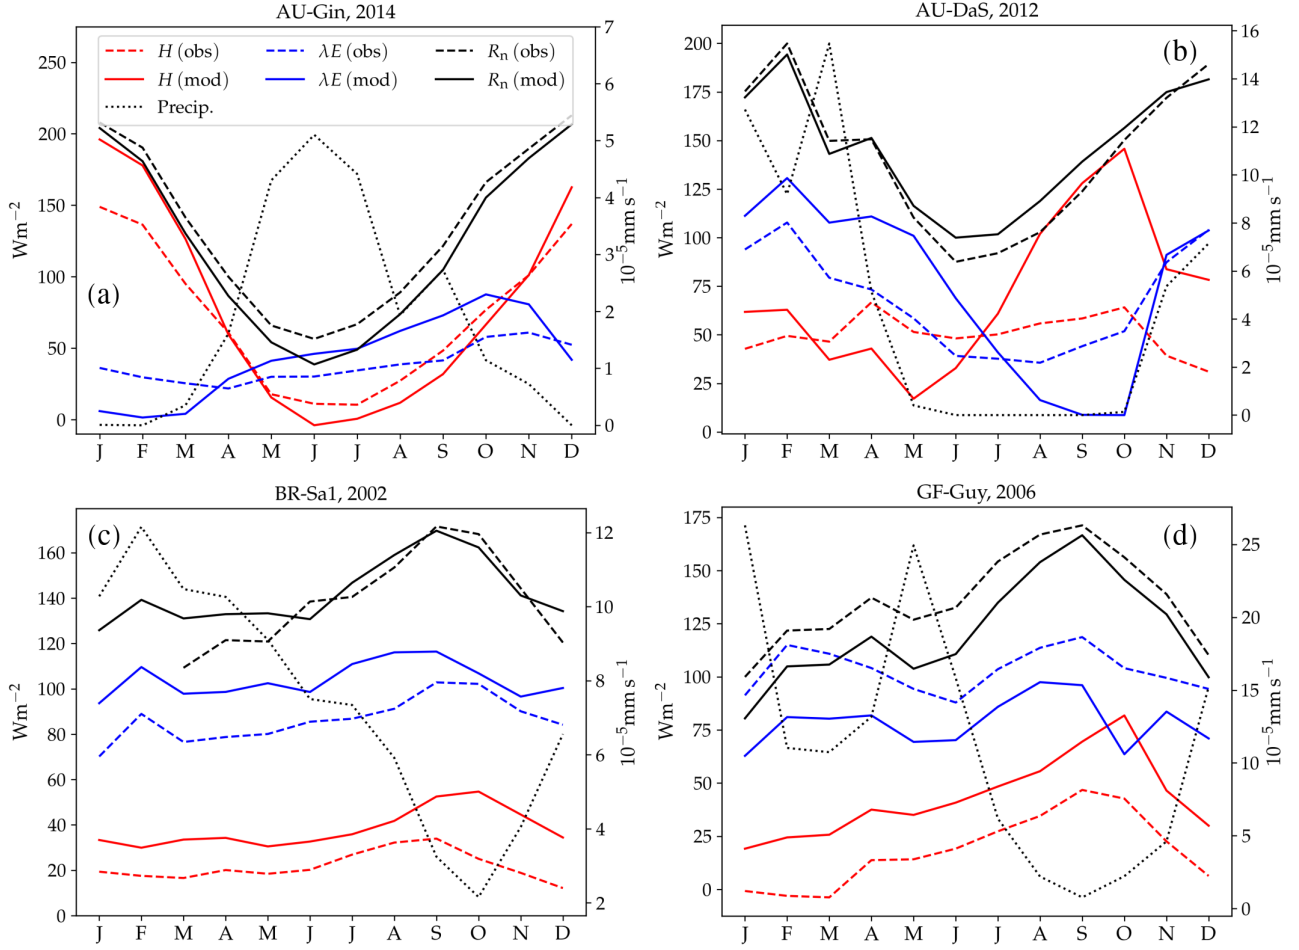 AU-Gin, 2014
H (obs) λE (obs) Rn (obs)
H (mod) λE (mod) Rn (mod)
Precip.
(a)
Wm−2
250
200
150
100
50
0
7
6
5
4
3
2
1
0
10−5mm s−1
J F M A M J J A S O N D
AU-DaS, 2012
(b)
Wm−2
200
175
150
125
100
75
50
25
0
16
14
12
10
8
6
4
2
0
10−5mm s−1
J F M A M J J A S O N D
BR-Sa1, 2002
(c)
Wm−2
160
140
120
100
80
60
40
20
0
12
10
8
6
4
2
10−5mm s−1
J F M A M J J A S O N D
GF-Guy, 2006
(d)
Wm−2
175
150
125
100
75
50
25
0
25
20
15
10
5
0
10−5mm s−1
J F M A M J J A S O N D